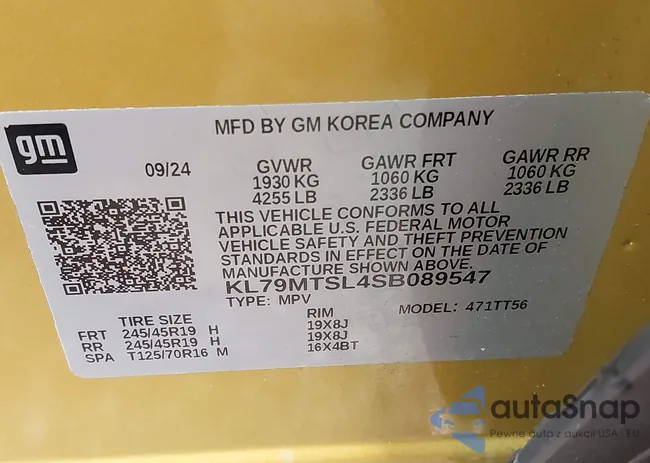 gm
MFD BY GM KOREA COMPANY
09/24 GVWR GAWR FRT GAWR RR
1930 KG 1060 KG 1060 KG
4255 LB 2336 LB 2336 LB
THIS VEHICLE CONFORMS TO ALL
APPLICABLE U.S. FEDERAL MOTOR
VEHICLE SAFETY AND THEFT PREVENTION
STANDARDS IN EFFECT ON THE DATE OF
MANUFACTURE SHOWN ABOVE.
KL79MTSL4SB089547
TYPE: MPV MODEL: 471TT56
TIRE SIZE RIM
FRT 245/45R19 H 19X8J
RR 245/45R19 H 19X8J
SPA T125/70R16 M 16X4BT
autaSnap
Pewne auta z aukcji USA i EU